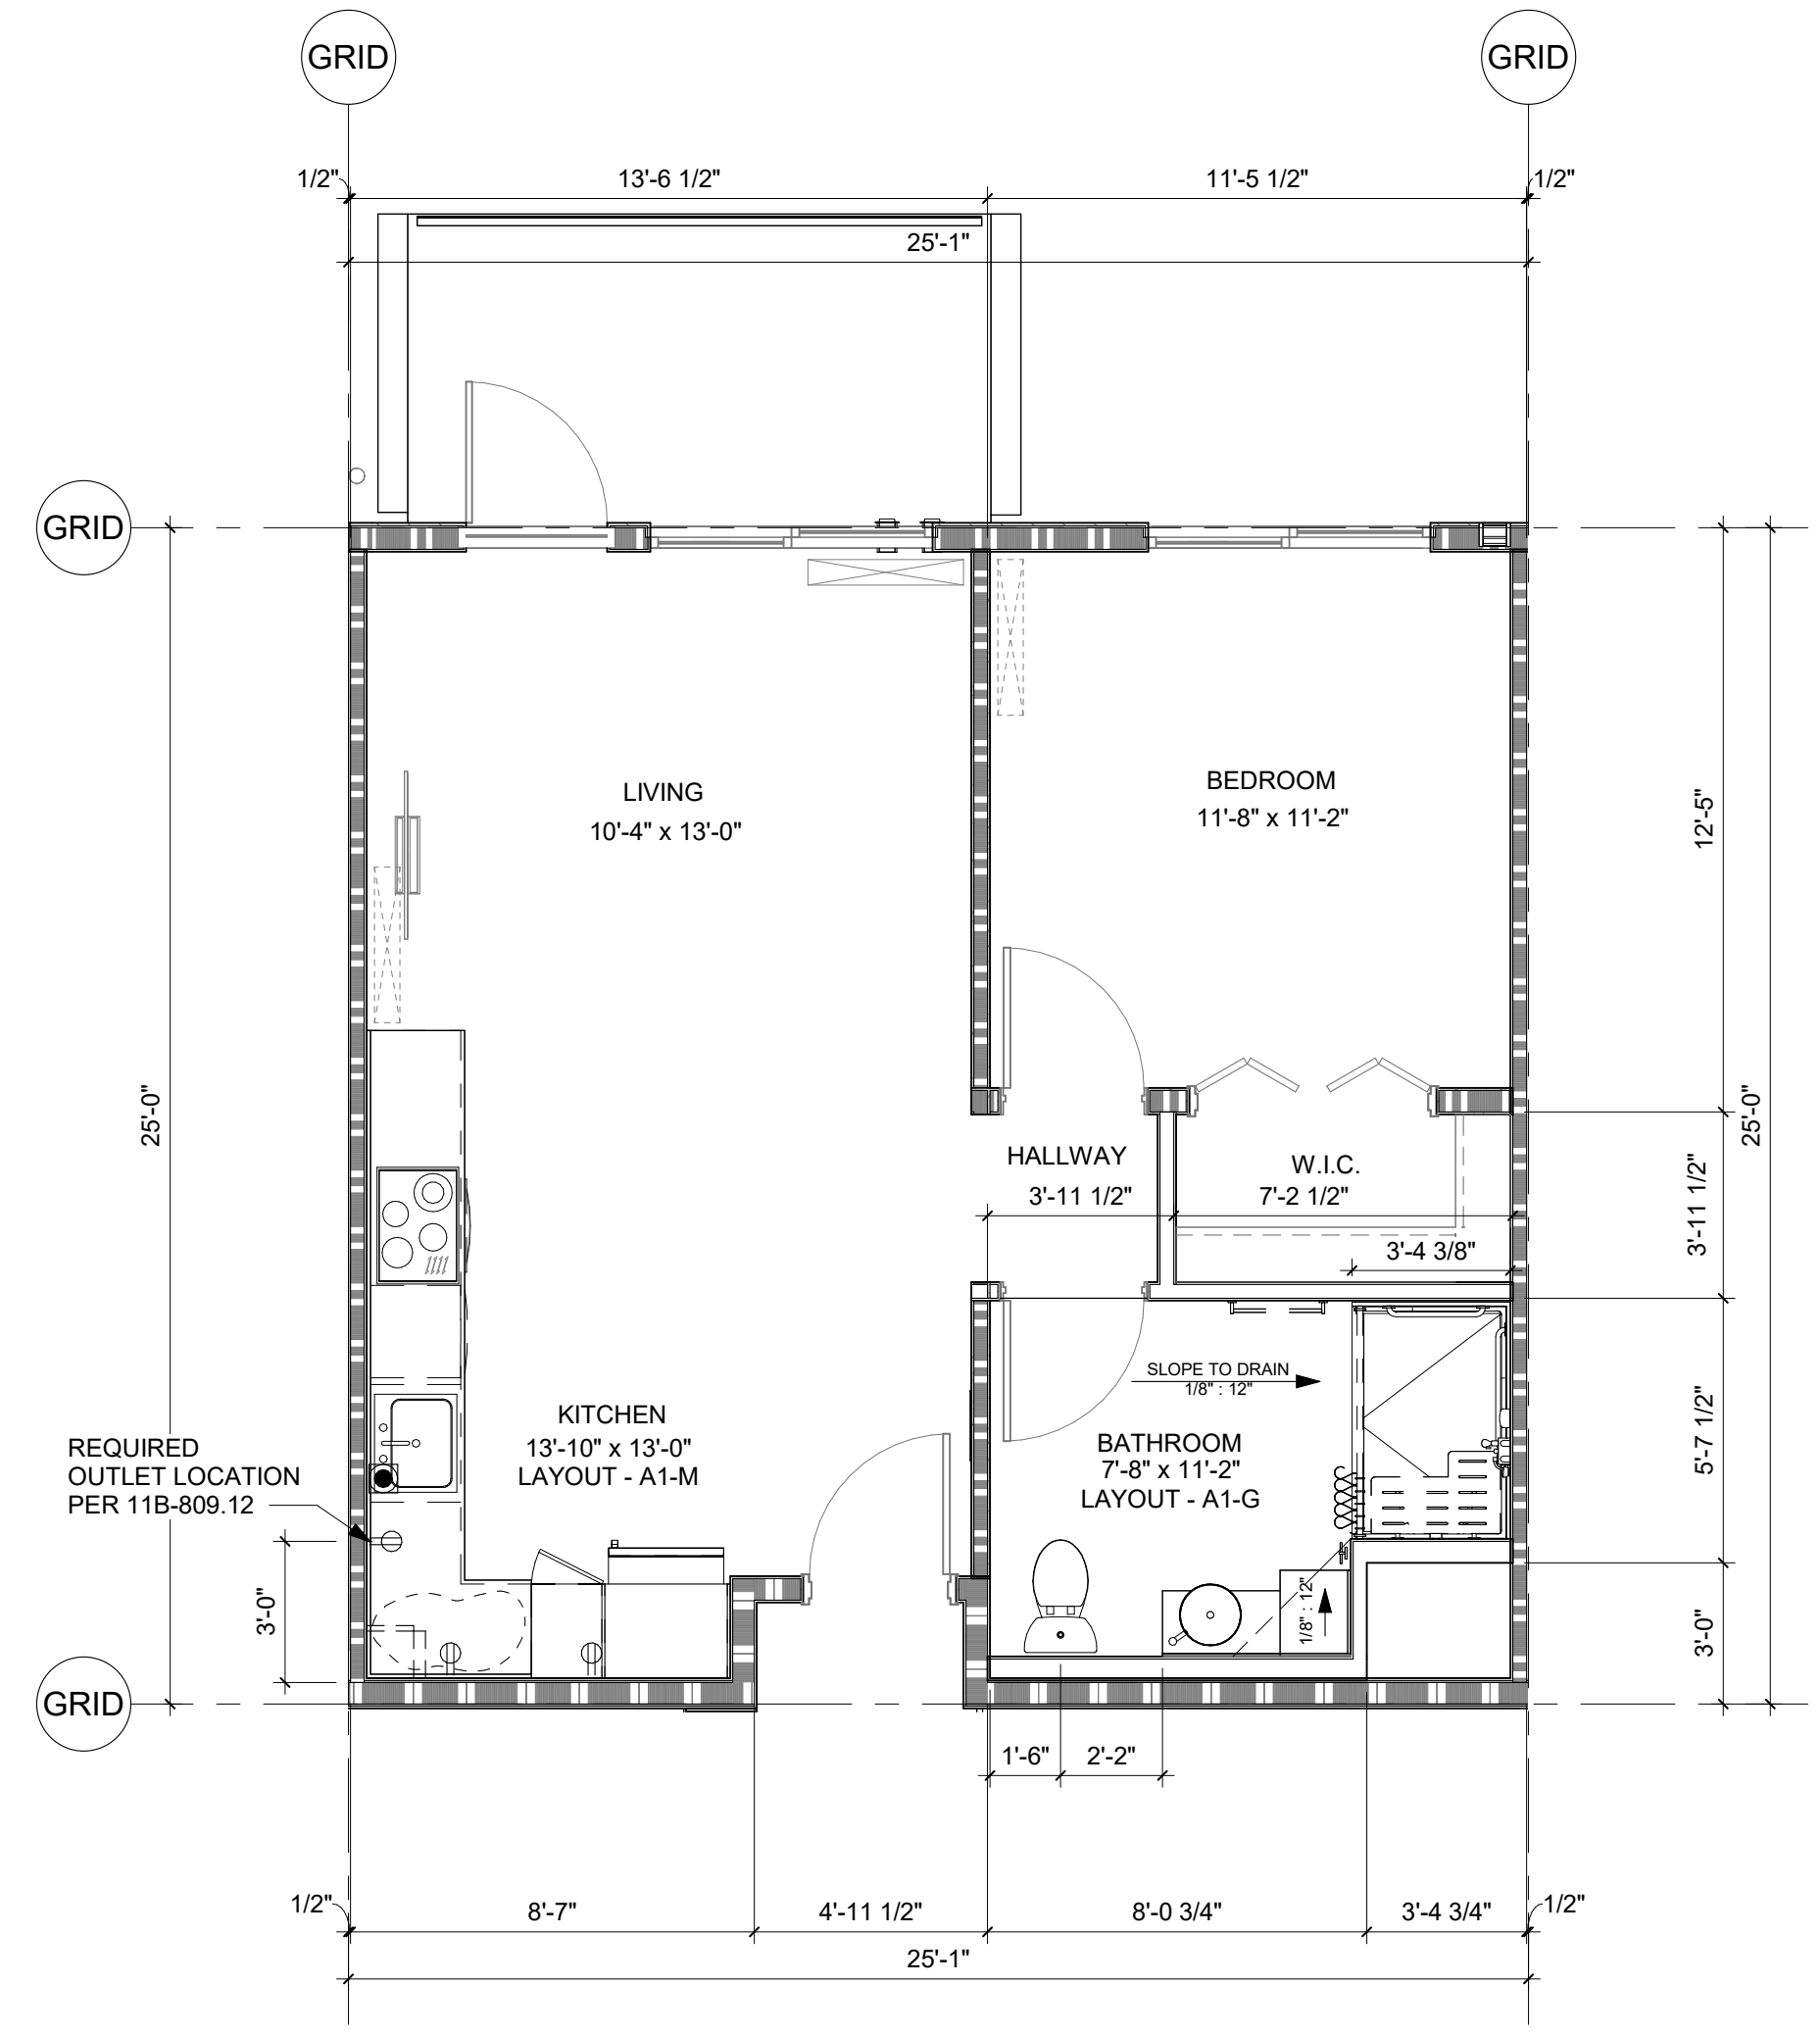 GRID
GRID
1/2"
13'-6 1/2"
11'-5 1/2"
1/2"
25'-1"
GRID
LIVING
10'-4" x 13'-0"
BEDROOM
11'-8" x 11'-2"
12'-5"
25'-0"
25'-0"
HALLWAY
3'-11 1/2"
W.I.C.
7'-2 1/2"
3'-11 1/2"
3'-4 3/8"
SLOPE TO DRAIN
1/8" : 12"
KITCHEN
13'-10" x 13'-0"
LAYOUT - A1-M
BATHROOM
7'-8" x 11'-2"
LAYOUT - A1-G
5'-7 1/2"
REQUIRED
OUTLET LOCATION
PER 11B-809.12
3'-0"
1/8" : 12"
3'-0"
GRID
1'-6"
2'-2"
1/2"
8'-7"
4'-11 1/2"
8'-0 3/4"
3'-4 3/4"
1/2"
25'-1"